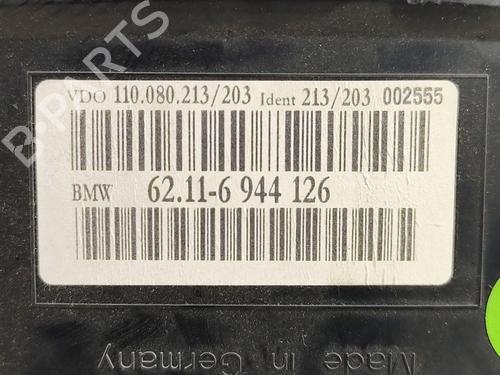 VDO 110.080.213/203 Ident 213/203 002555
BMW 62.11-6 944 126
B-PARTS
Made in Germany